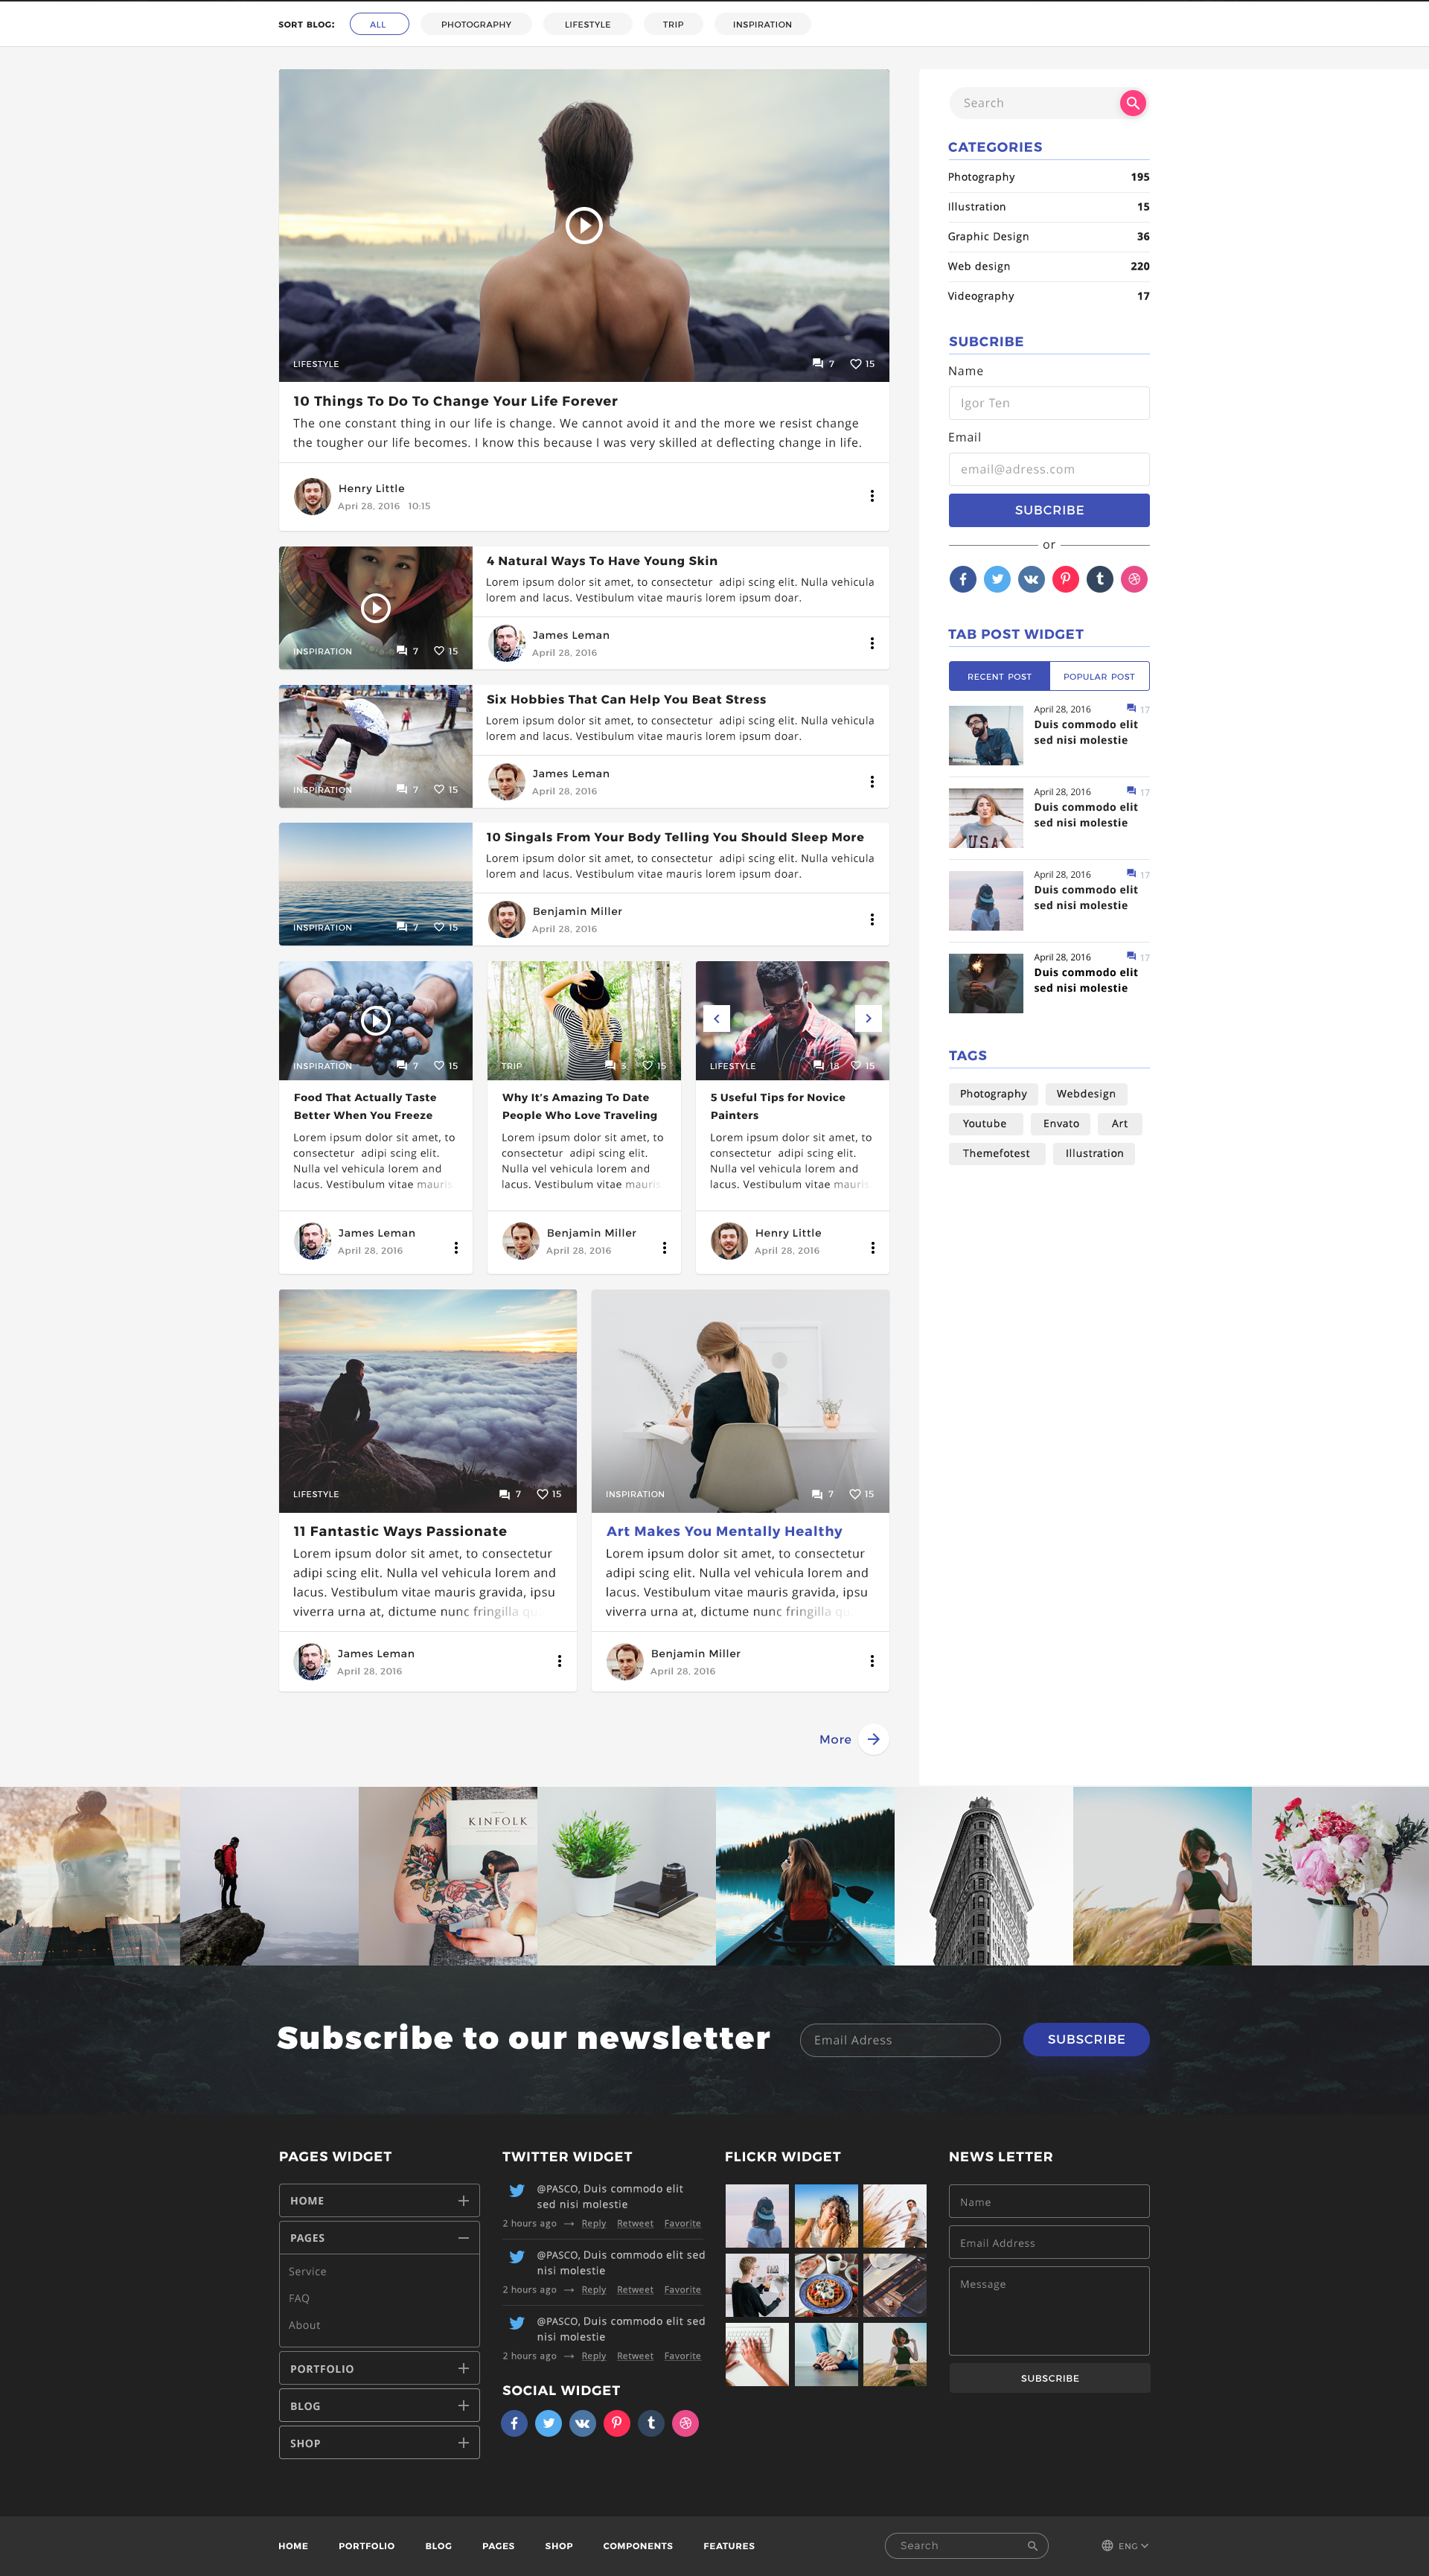 SORT BLOG: ALL PHOTOGRAPHY LIFESTYLE TRIP INSPIRATION
LIFESTYLE 7 15
10 Things To Do To Change Your Life Forever
The one constant thing in our life is change. We cannot avoid it and the more we resist change
the tougher our life becomes. I know this because I was very skilled at deflecting change in life.
Henry Little
Apri 28, 2016 10:15
INSPIRATION 7 15
4 Natural Ways To Have Young Skin
Lorem ipsum dolor sit amet, to consectetur adipi scing elit. Nulla vehicula
lorem and lacus. Vestibulum vitae mauris lorem ipsum doar.
James Leman
April 28, 2016
INSPIRATION 7 15
Six Hobbies That Can Help You Beat Stress
Lorem ipsum dolor sit amet, to consectetur adipi scing elit. Nulla vehicula
lorem and lacus. Vestibulum vitae mauris lorem ipsum doar.
James Leman
April 28, 2016
INSPIRATION 7 15
10 Singals From Your Body Telling You Should Sleep More
Lorem ipsum dolor sit amet, to consectetur adipi scing elit. Nulla vehicula
lorem and lacus. Vestibulum vitae mauris lorem ipsum doar.
Benjamin Miller
April 28, 2016
INSPIRATION 7 15
Food That Actually Taste
Better When You Freeze
Lorem ipsum dolor sit amet, to
consectetur adipi scing elit.
Nulla vel vehicula lorem and
lacus. Vestibulum vitae mauris
James Leman
April 28, 2016
TRIP 3 15
Why It's Amazing To Date
People Who Love Traveling
Lorem ipsum dolor sit amet, to
consectetur adipi scing elit.
Nulla vel vehicula lorem and
lacus. Vestibulum vitae mauris
Benjamin Miller
April 28, 2016
LIFESTYLE 18 15
5 Useful Tips for Novice
Painters
Lorem ipsum dolor sit amet, to
consectetur adipi scing elit.
Nulla vel vehicula lorem and
lacus. Vestibulum vitae mauris
Henry Little
April 28, 2016
LIFESTYLE 7 15
11 Fantastic Ways Passionate
Lorem ipsum dolor sit amet, to consectetur
adipi scing elit. Nulla vel vehicula lorem and
lacus. Vestibulum vitae mauris gravida, ipsu
viverra urna at, dictume nunc fringilla
James Leman
April 28, 2016
INSPIRATION 7 15
Art Makes You Mentally Healthy
Lorem ipsum dolor sit amet, to consectetur
adipi scing elit. Nulla vel vehicula lorem and
lacus. Vestibulum vitae mauris gravida, ipsu
viverra urna at, dictume nunc fringilla
Benjamin Miller
April 28, 2016
More
Search
CATEGORIES
Photography 195
Illustration 15
Graphic Design 36
Web design 220
Videography 17
SUBCRIBE
Name
Igor Ten
Email
email@adress.com
SUBCRIBE
or
TAB POST WIDGET
RECENT POST POPULAR POST
April 28, 2016 17
Duis commodo elit
sed nisi molestie
April 28, 2016 17
Duis commodo elit
sed nisi molestie
USA
April 28, 2016 17
Duis commodo elit
sed nisi molestie
April 28, 2016 17
Duis commodo elit
sed nisi molestie
TAGS
Photography Webdesign
Youtube Envato Art
Themefotest Illustration
KINFOLK
Subscribe to our newsletter
Email Adress
SUBSCRIBE
PAGES WIDGET
HOME
PAGES
Service
FAQ
About
PORTFOLIO
BLOG
SHOP
TWITTER WIDGET
@PASCO, Duis commodo elit
sed nisi molestie
2 hours ago → Reply Retweet Favorite
@PASCO, Duis commodo elit sed
nisi molestie
2 hours ago → Reply Retweet Favorite
@PASCO, Duis commodo elit sed
nisi molestie
2 hours ago → Reply Retweet Favorite
SOCIAL WIDGET
FLICKR WIDGET
NEWS LETTER
Name
Email Address
Message
SUBSCRIBE
HOME PORTFOLIO BLOG PAGES SHOP COMPONENTS FEATURES Search ENG